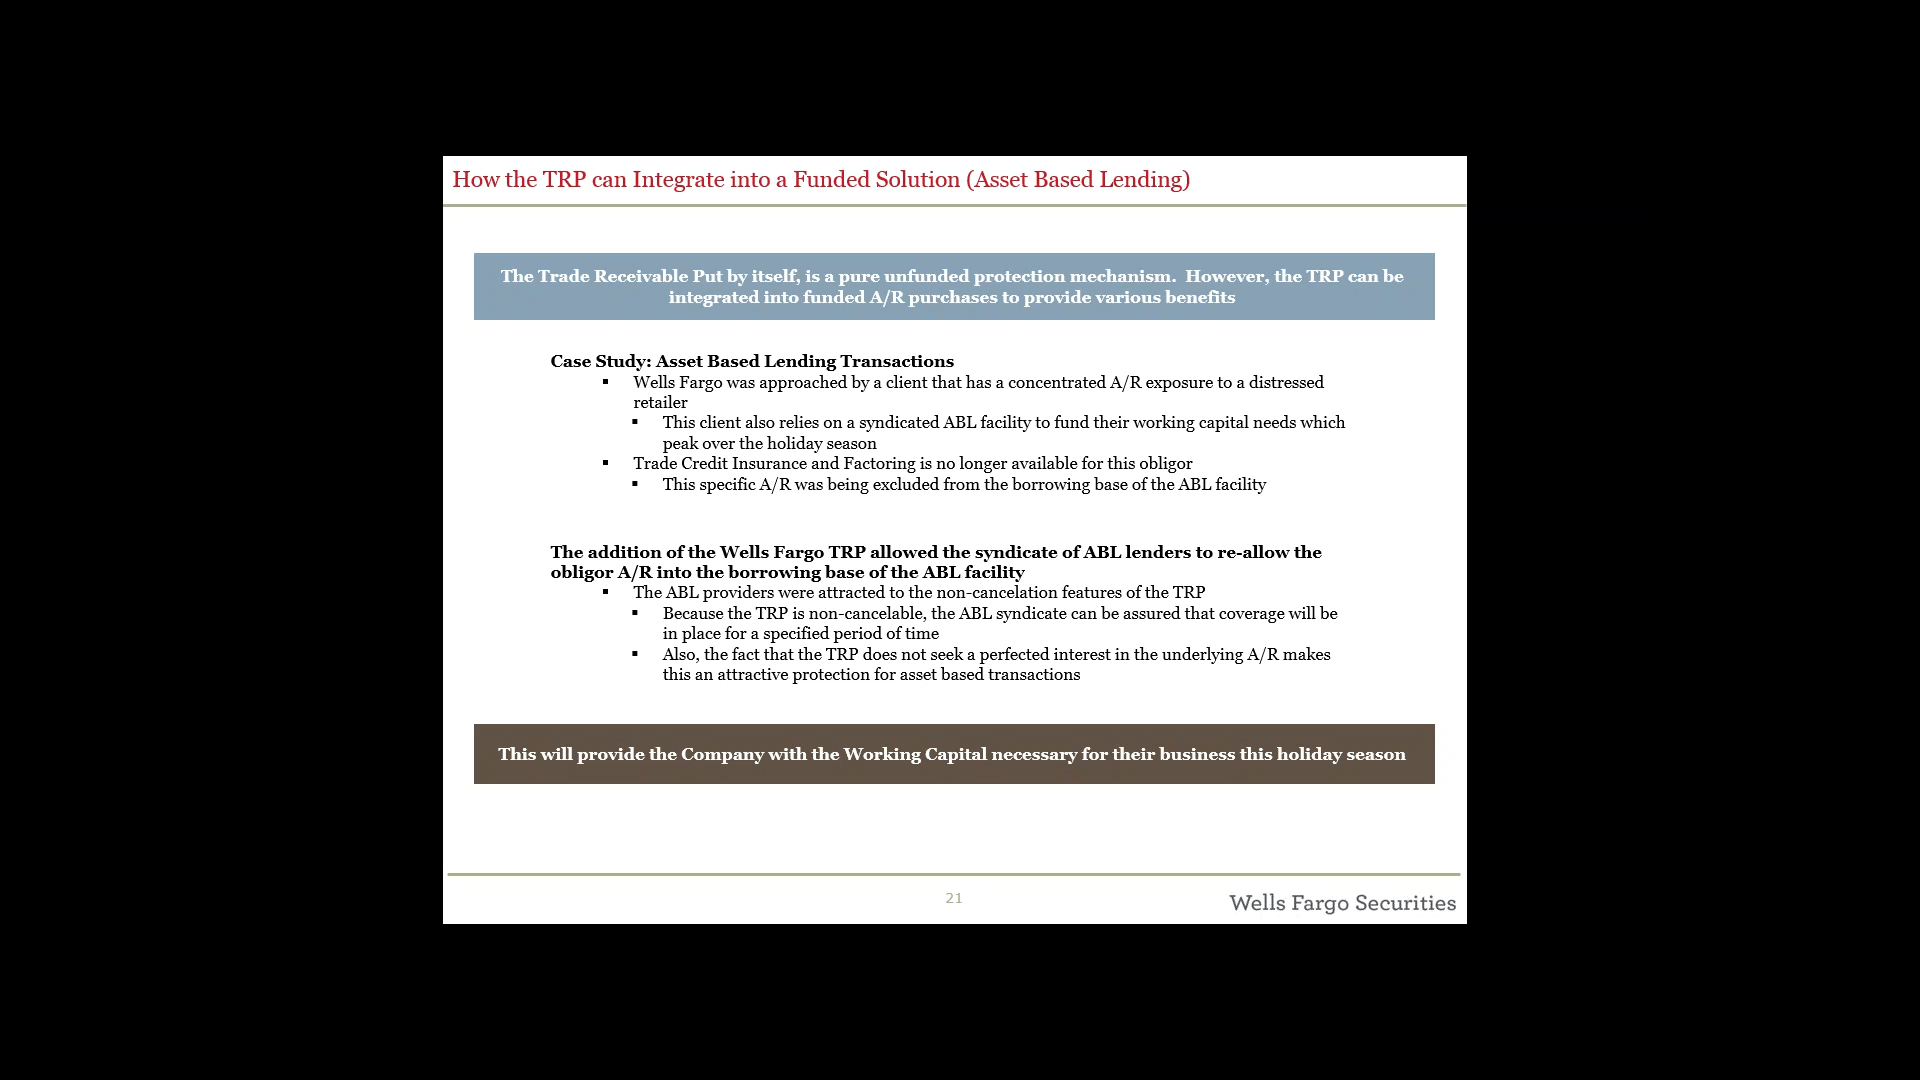 How the TRP can Integrate into a Funded Solution (Asset Based Lending)
The Trade Receivable Put by itself, is a pure unfunded protection mechanism.  However, the TRP can be
integrated into funded A/R purchases to provide various benefits
Case Study: Asset Based Lending Transactions
▪ Wells Fargo was approached by a client that has a concentrated A/R exposure to a distressed
retailer
▪ This client also relies on a syndicated ABL facility to fund their working capital needs which
peak over the holiday season
▪ Trade Credit Insurance and Factoring is no longer available for this obligor
▪ This specific A/R was being excluded from the borrowing base of the ABL facility
The addition of the Wells Fargo TRP allowed the syndicate of ABL lenders to re-allow the
obligor A/R into the borrowing base of the ABL facility
▪ The ABL providers were attracted to the non-cancelation features of the TRP
▪ Because the TRP is non-cancelable, the ABL syndicate can be assured that coverage will be
in place for a specified period of time
▪ Also, the fact that the TRP does not seek a perfected interest in the underlying A/R makes
this an attractive protection for asset based transactions
This will provide the Company with the Working Capital necessary for their business this holiday season
21
Wells Fargo Securities